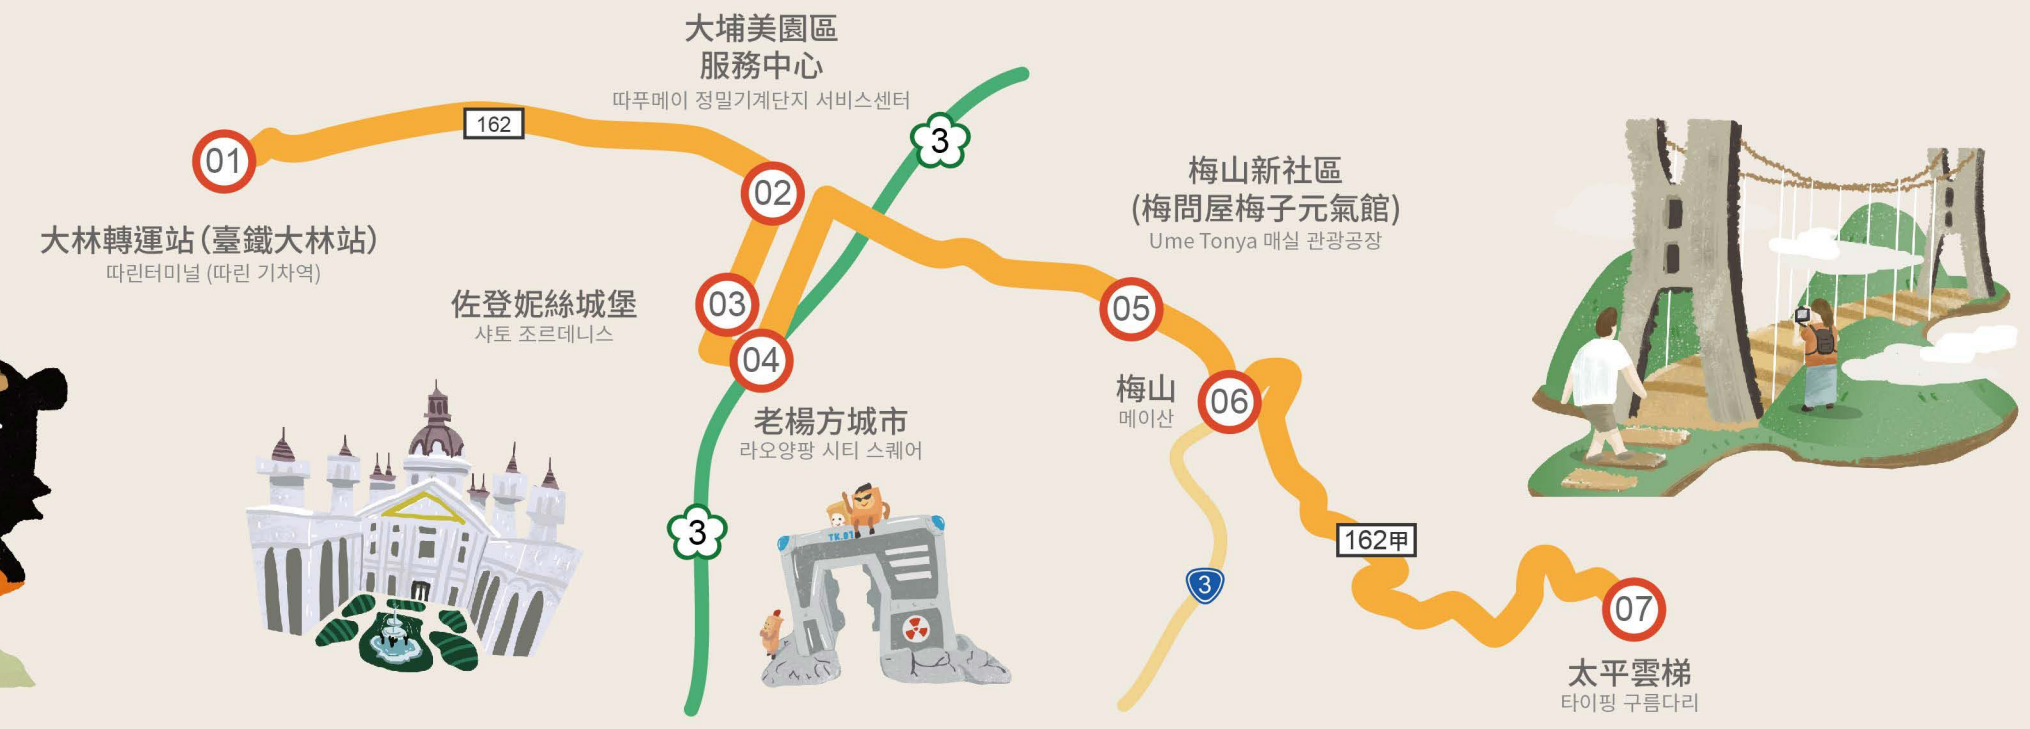 大埔美園區
服務中心
따푸메이 정밀기계단지 서비스센터
162
3
01
02
大林轉運站(臺鐵大林站)
따린터미널 (따린 기차역)
梅山新社區
(梅問屋梅子元氣館)
Ume Tonya 매실 관광공장
佐登妮絲城堡
샤토 조르데니스
03
04
05
老楊方城市
라오양팡 시티 스퀘어
梅山
메이산
06
3
TK.01
162甲
3
07
太平雲梯
타이핑 구름다리